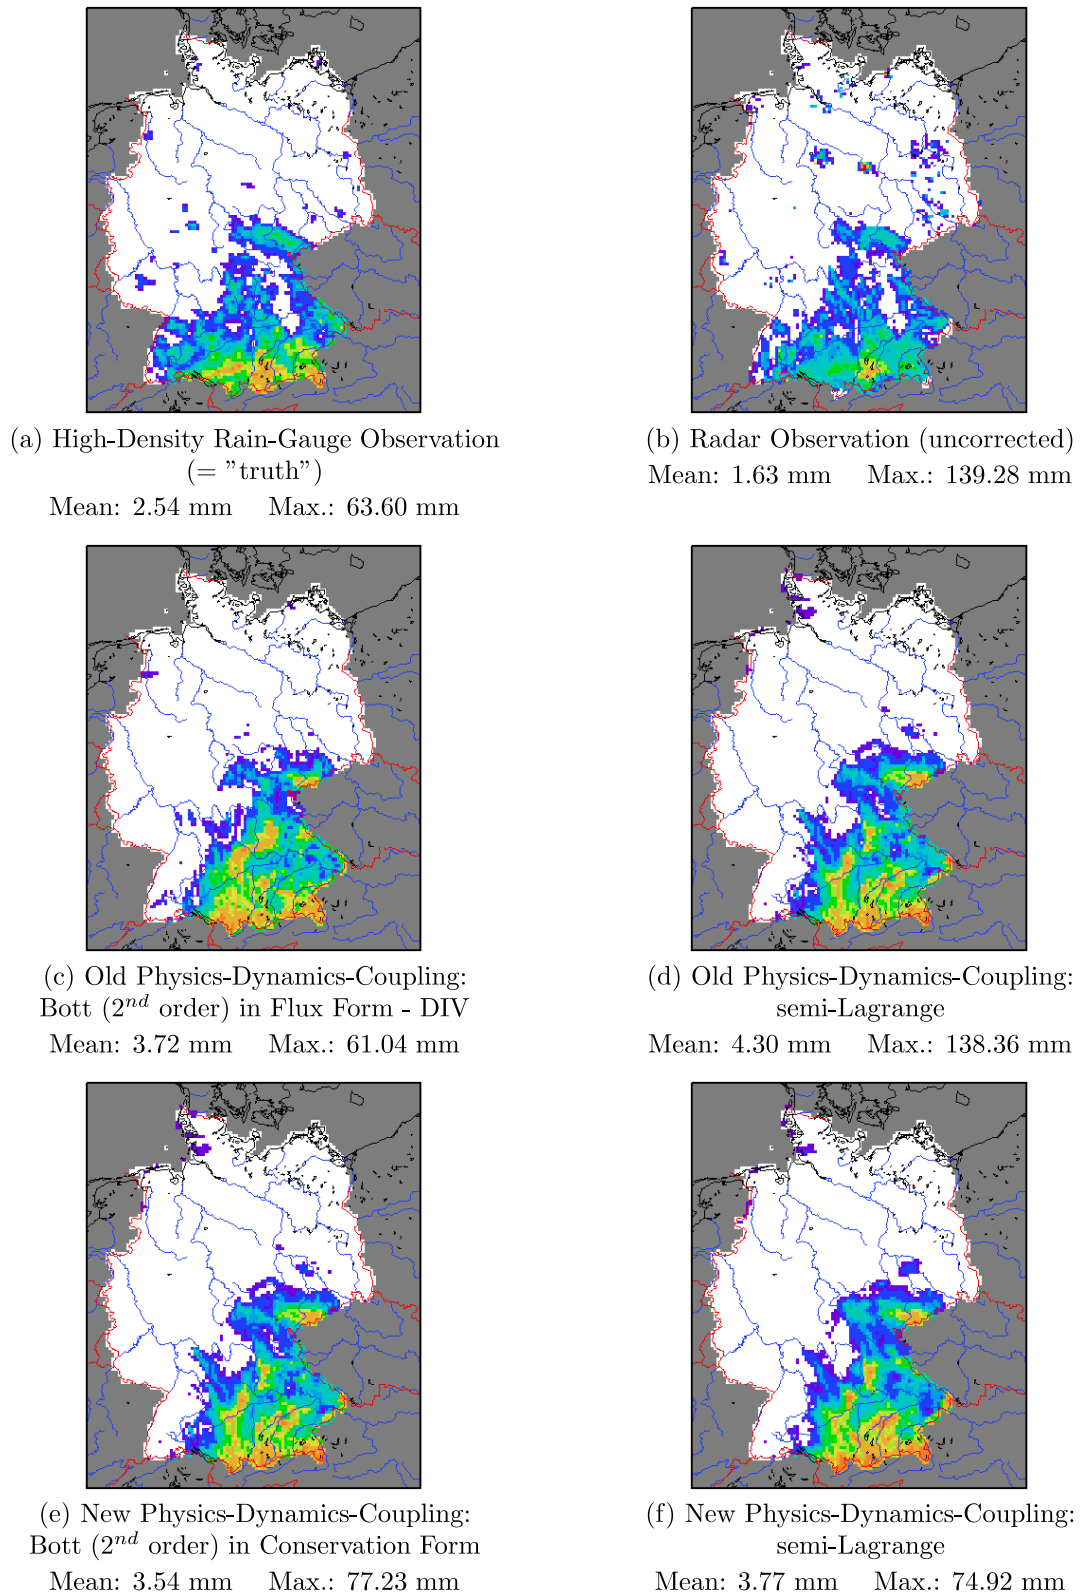 (a) High-Density Rain-Gauge Observation
(= ”truth”)
Mean: 2.54 mm Max.: 63.60 mm
(b) Radar Observation (uncorrected)
Mean: 1.63 mm Max.: 139.28 mm
(c) Old Physics-Dynamics-Coupling:
Bott (2nd order) in Flux Form - DIV
Mean: 3.72 mm Max.: 61.04 mm
(d) Old Physics-Dynamics-Coupling:
semi-Lagrange
Mean: 4.30 mm Max.: 138.36 mm
(e) New Physics-Dynamics-Coupling:
Bott (2nd order) in Conservation Form
Mean: 3.54 mm Max.: 77.23 mm
(f) New Physics-Dynamics-Coupling:
semi-Lagrange
Mean: 3.77 mm Max.: 74.92 mm